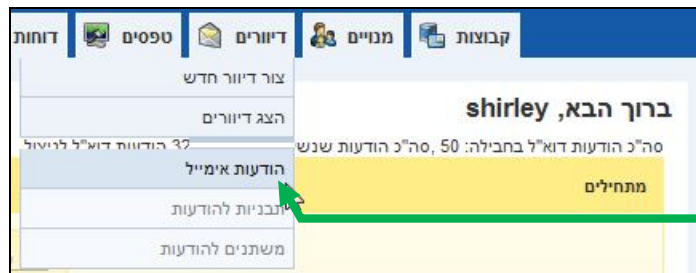 קבוצות מנויים דיוורים טפסים דוחות
צור דיוור חדש
הצג דיוורים
ברוך הבא, shirley
סה"כ הודעות דוא"ל בחבילה: 50 ,סה"כ הודעות שנש 32 הודעות דוא"ל לניצול
הודעות אימייל
מתחילים
תבניות להודעות
משתנים להודעות